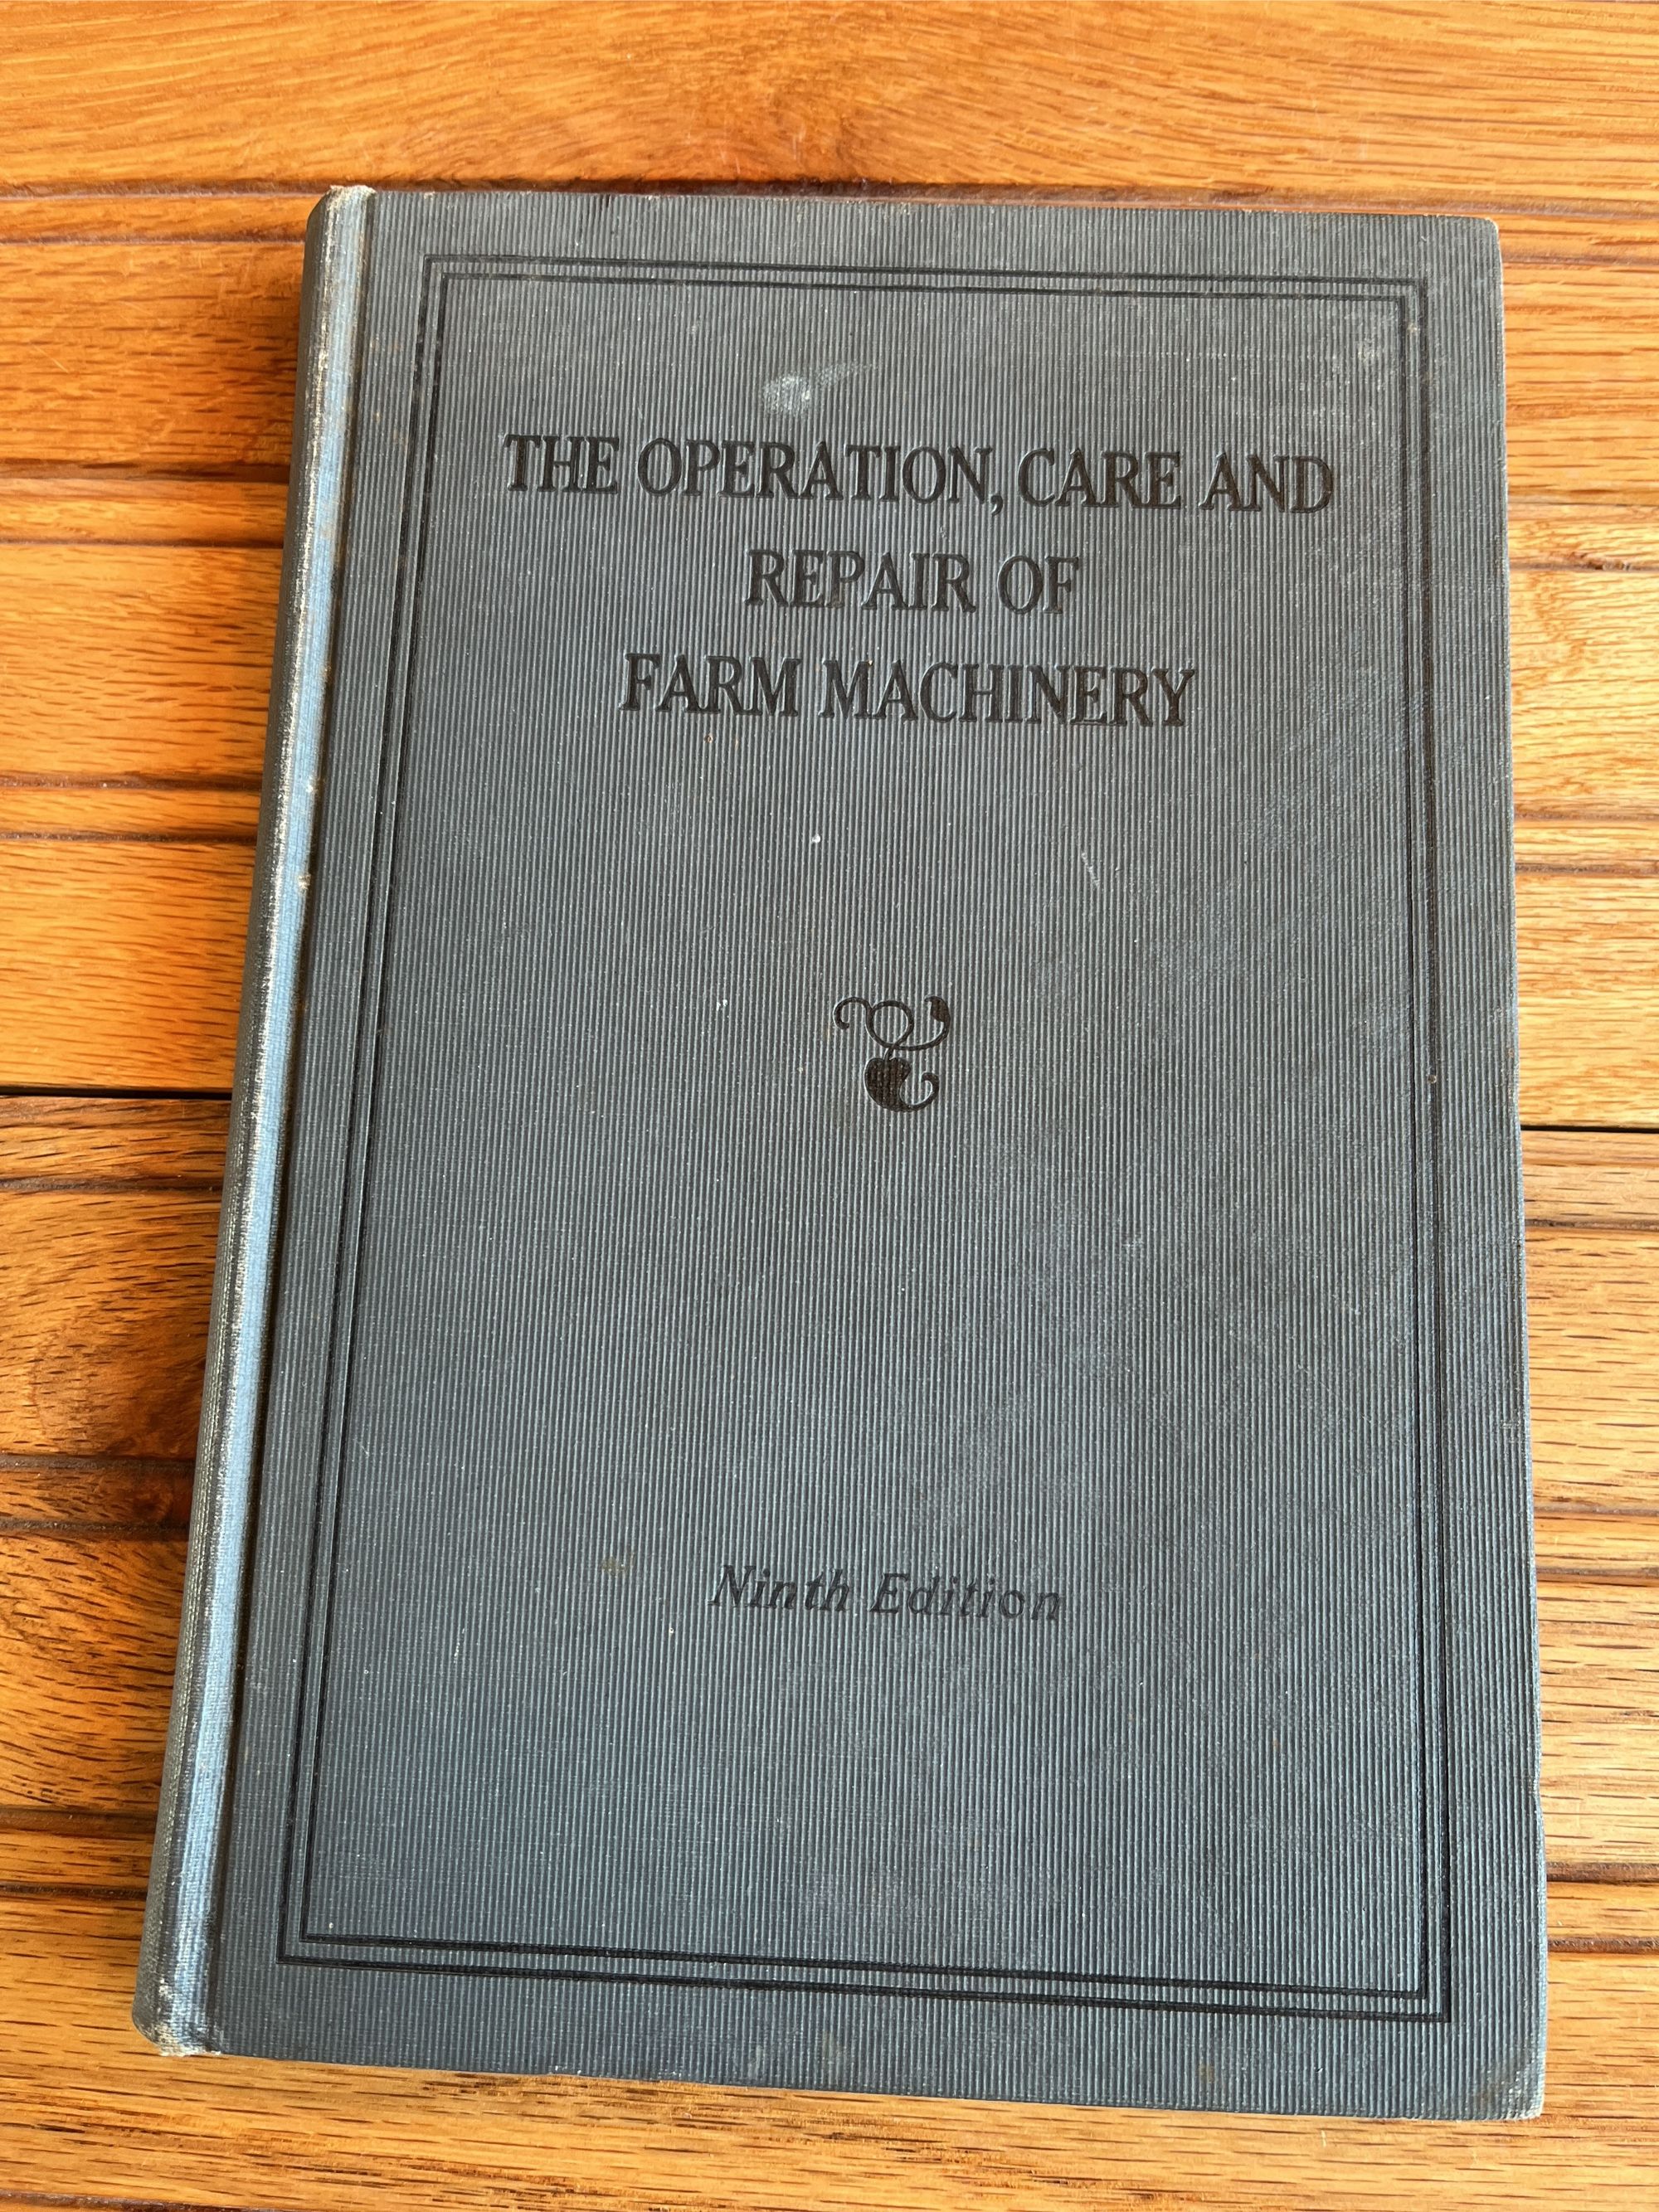 THE OPERATION, CARE AND
REPAIR OF
FARM MACHINERY
Ninth Edition